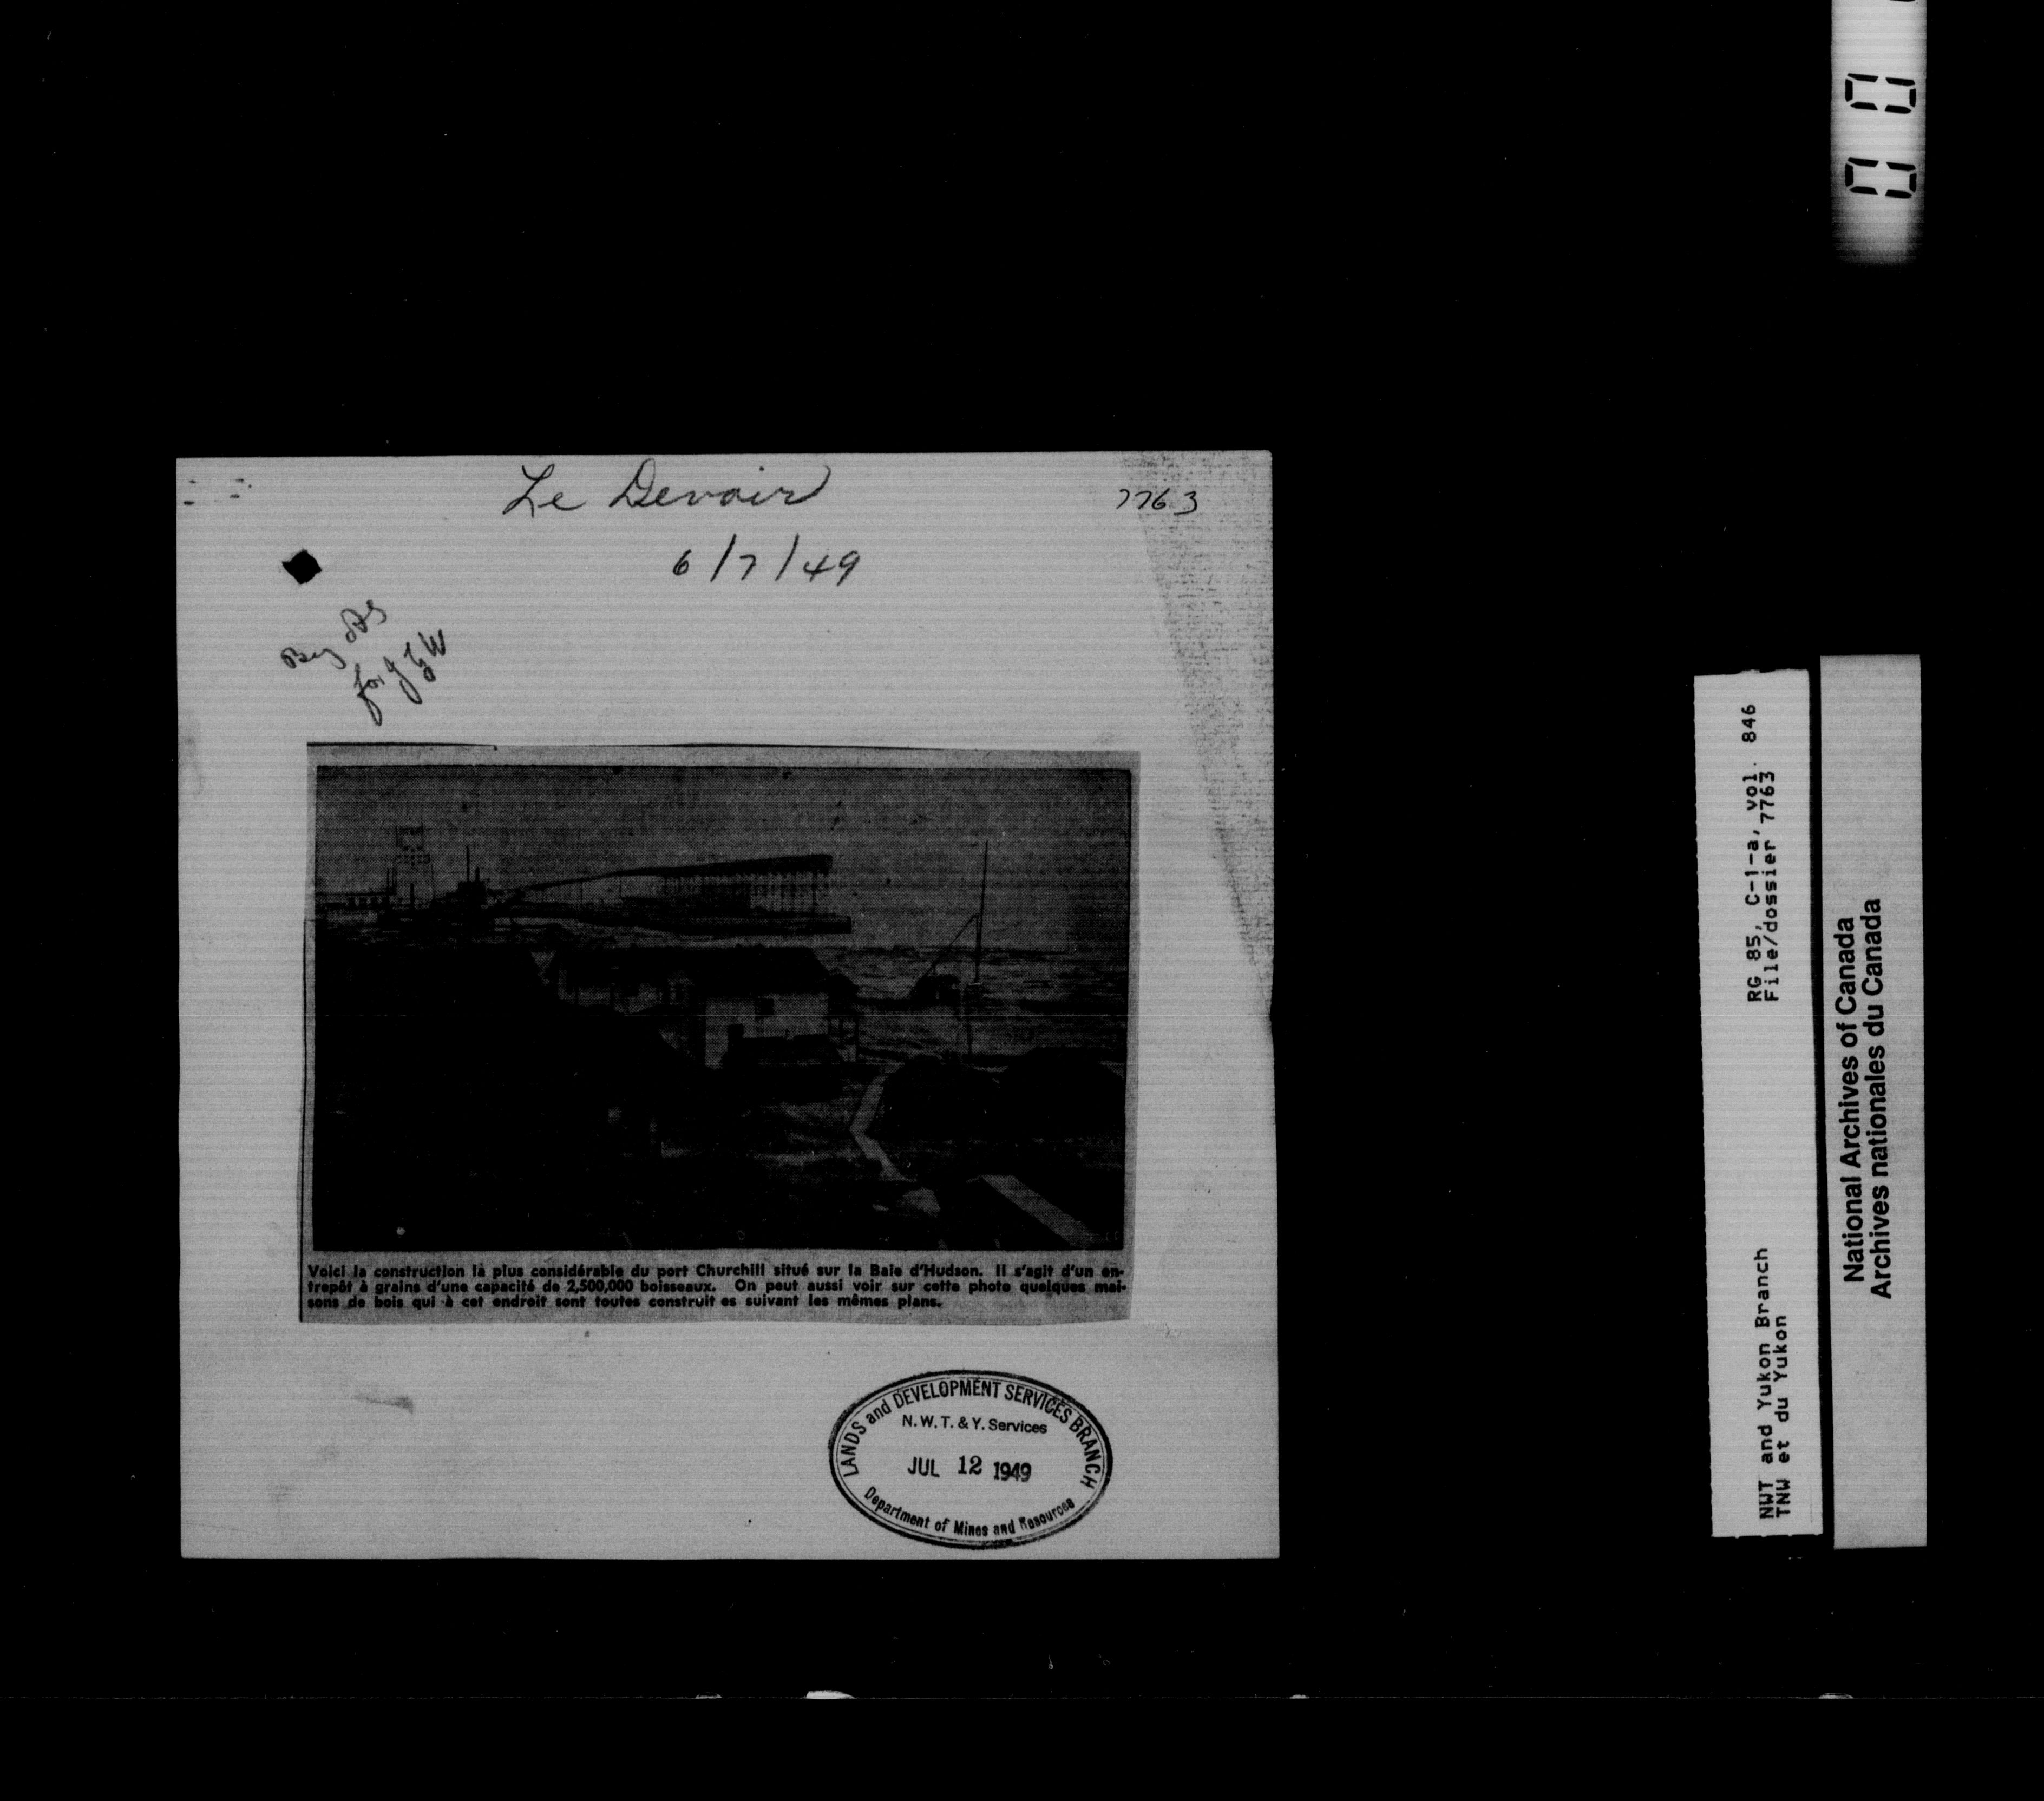 Le Devoir
7763
6/7/49
Voici la construction la plus considérable du port Churchill situé sur la Baie d'Hudson. Il s'agit d'un en-
trepôt à grains d'une capacité de 2,500,000 boisseaux. On peut aussi voir sur cette photo quelques mai-
sons de bois qui à cet endroit sont toutes construit es suivant les mêmes plans.
LANDS and DEVELOPMENT SERVICES BRANCH
N. W. T. & Y. Services
JUL 12 1949
Department of Mines and Resources
RG 85, C-1-a, vol. 846
File/dossier 7763
NWT and Yukon Branch
TNW et du Yukon
National Archives of Canada
Archives nationales du Canada